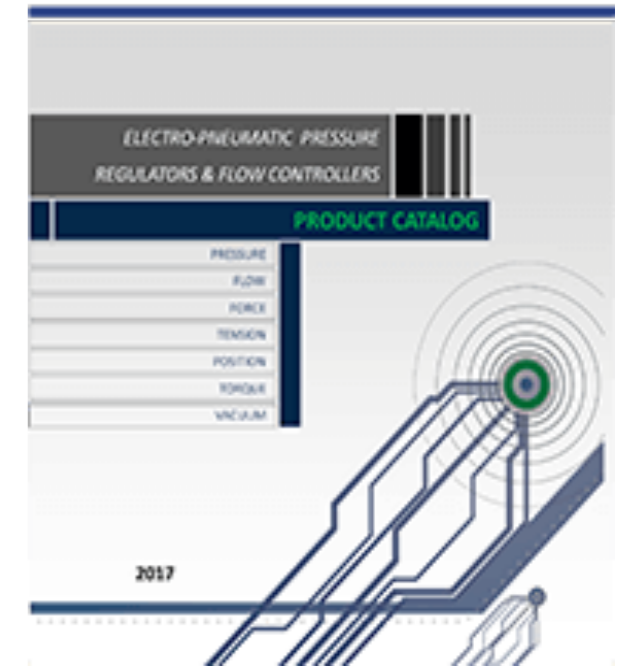 ELECTRO-PNEUMATIC PRESSURE
REGULATORS & FLOW CONTROLLERS
PRODUCT CATALOG
PRESSURE
FLOW
FORCE
TENSION
POSITION
TORQUE
VACUUM
2017